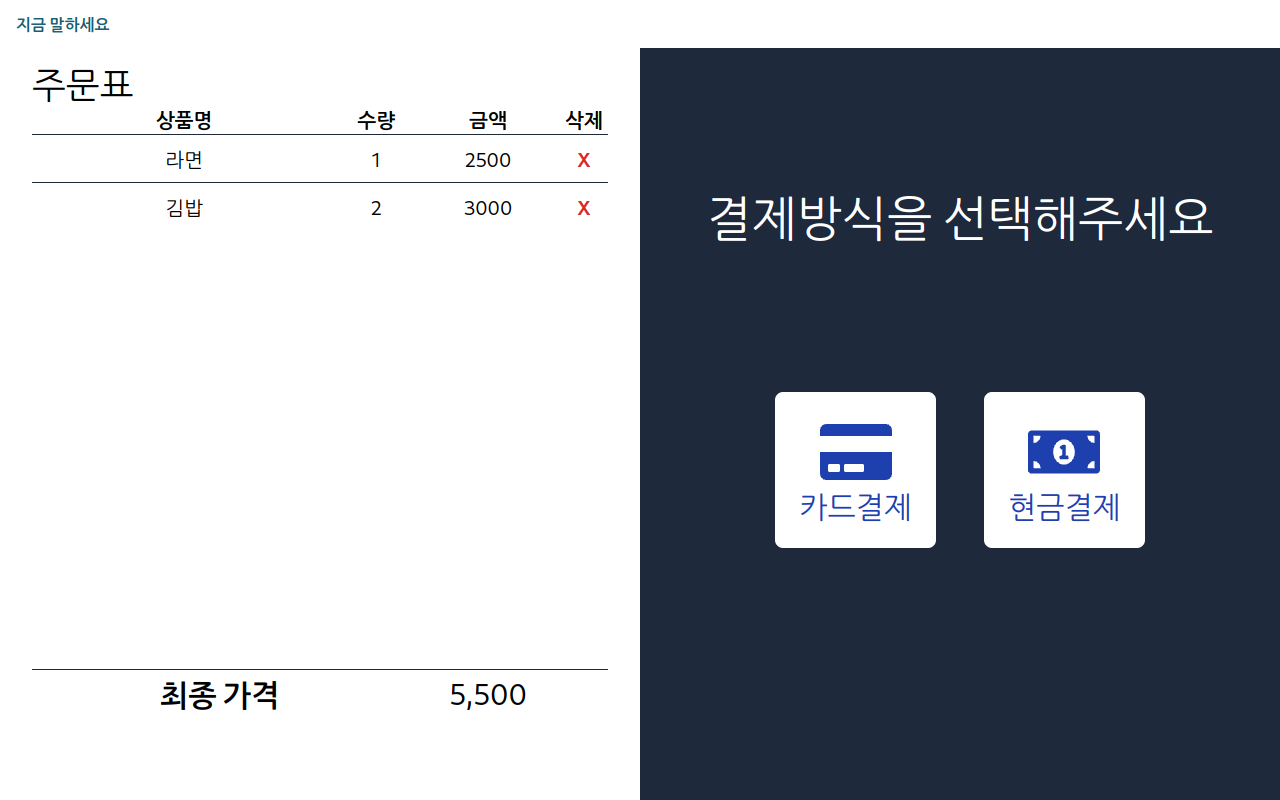 지금 말하세요
주문표
상품명 수량 금액 삭제
라면 1 2500 X
김밥 2 3000 X
최종 가격 5,500
결제방식을 선택해주세요
1
카드결제 현금결제